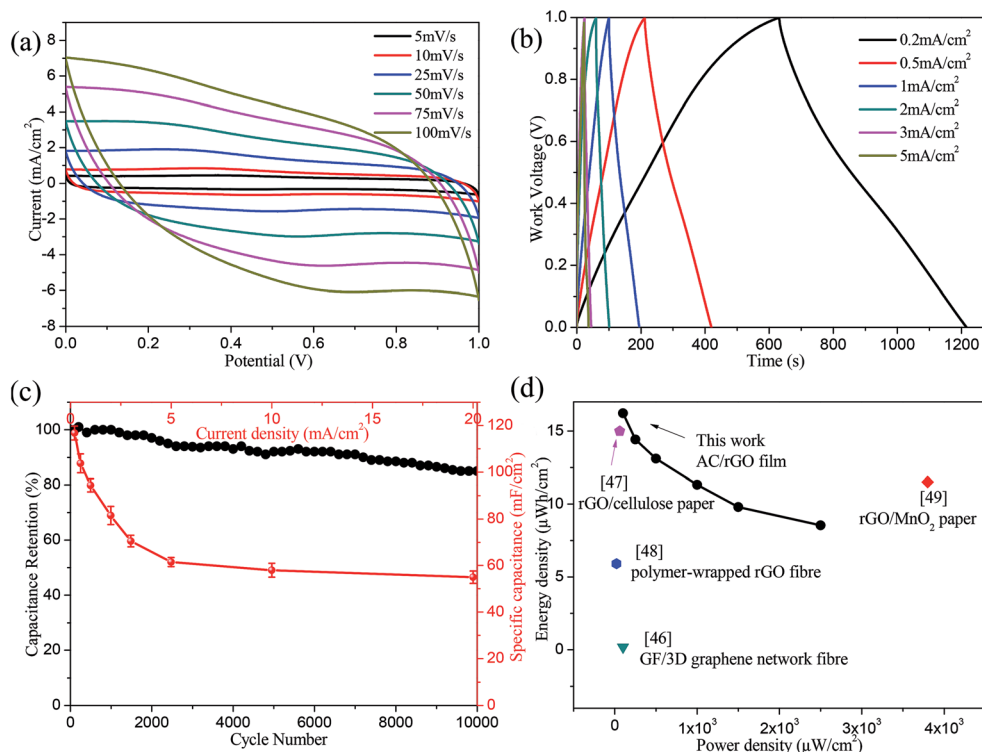 (a)
5mV/s
10mV/s
25mV/s
50mV/s
75mV/s
100mV/s
8
6
4
2
0
-2
-4
-6
-8
Current (mA/cm²)
0.0 0.2 0.4 0.6 0.8 1.0
Potential (V)
(b)
0.2mA/cm²
0.5mA/cm²
1mA/cm²
2mA/cm²
3mA/cm²
5mA/cm²
1.0
0.8
0.6
0.4
0.2
0.0
Work Voltage (V)
0 200 400 600 800 1000 1200
Time (s)
(c)
0 5 10 15 20
Current density (mA/cm²)
100
80
60
40
20
0
Capacitance Retention (%)
120
100
80
60
40
20
0
Specific capacitance (mF/cm²)
0 2000 4000 6000 8000 10000
Cycle Number
(d)
15
10
5
0
Energy density (μWh/cm²)
This work
AC/rGO film
[47]
rGO/cellulose paper
[49]
rGO/MnO₂ paper
[48]
polymer-wrapped rGO fibre
[46]
GF/3D graphene network fibre
0 1x10³ 2x10³ 3x10³ 4x10³
Power density (μW/cm²)